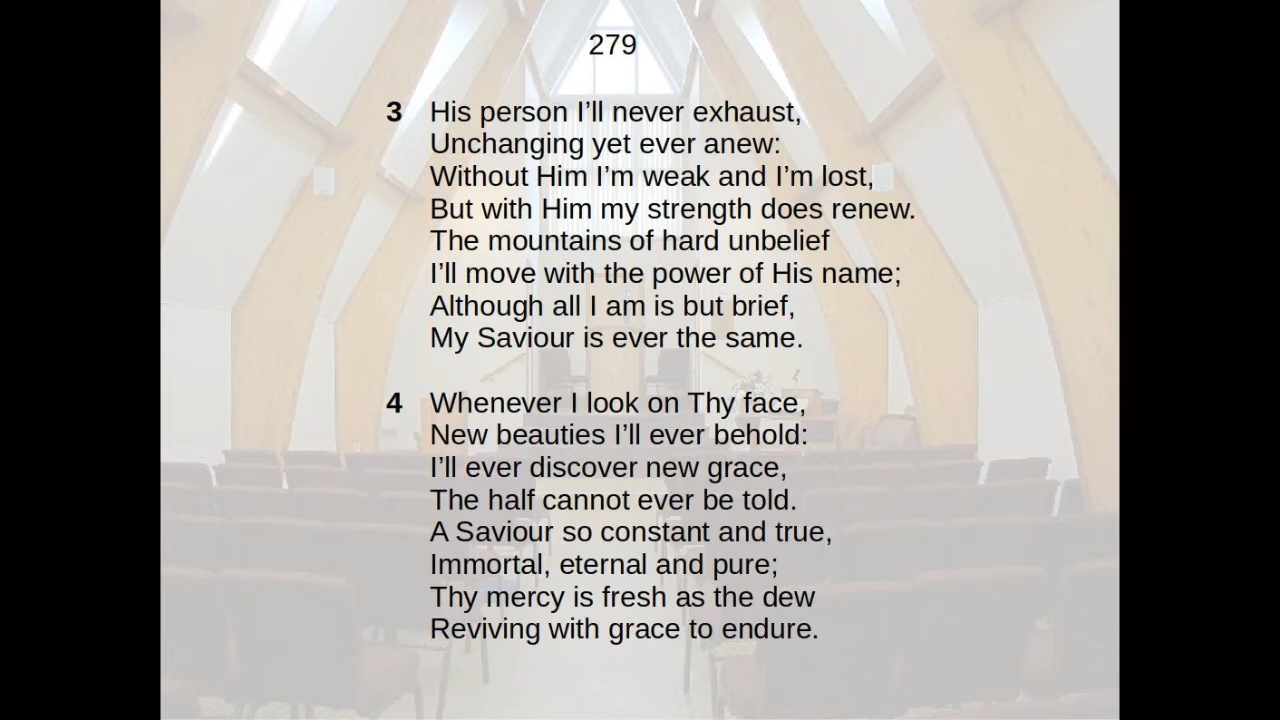 279
3 His person I’ll never exhaust,
Unchanging yet ever anew:
Without Him I’m weak and I’m lost,
But with Him my strength does renew.
The mountains of hard unbelief
I’ll move with the power of His name;
Although all I am is but brief,
My Saviour is ever the same.
4 Whenever I look on Thy face,
New beauties I’ll ever behold:
I’ll ever discover new grace,
The half cannot ever be told.
A Saviour so constant and true,
Immortal, eternal and pure;
Thy mercy is fresh as the dew
Reviving with grace to endure.